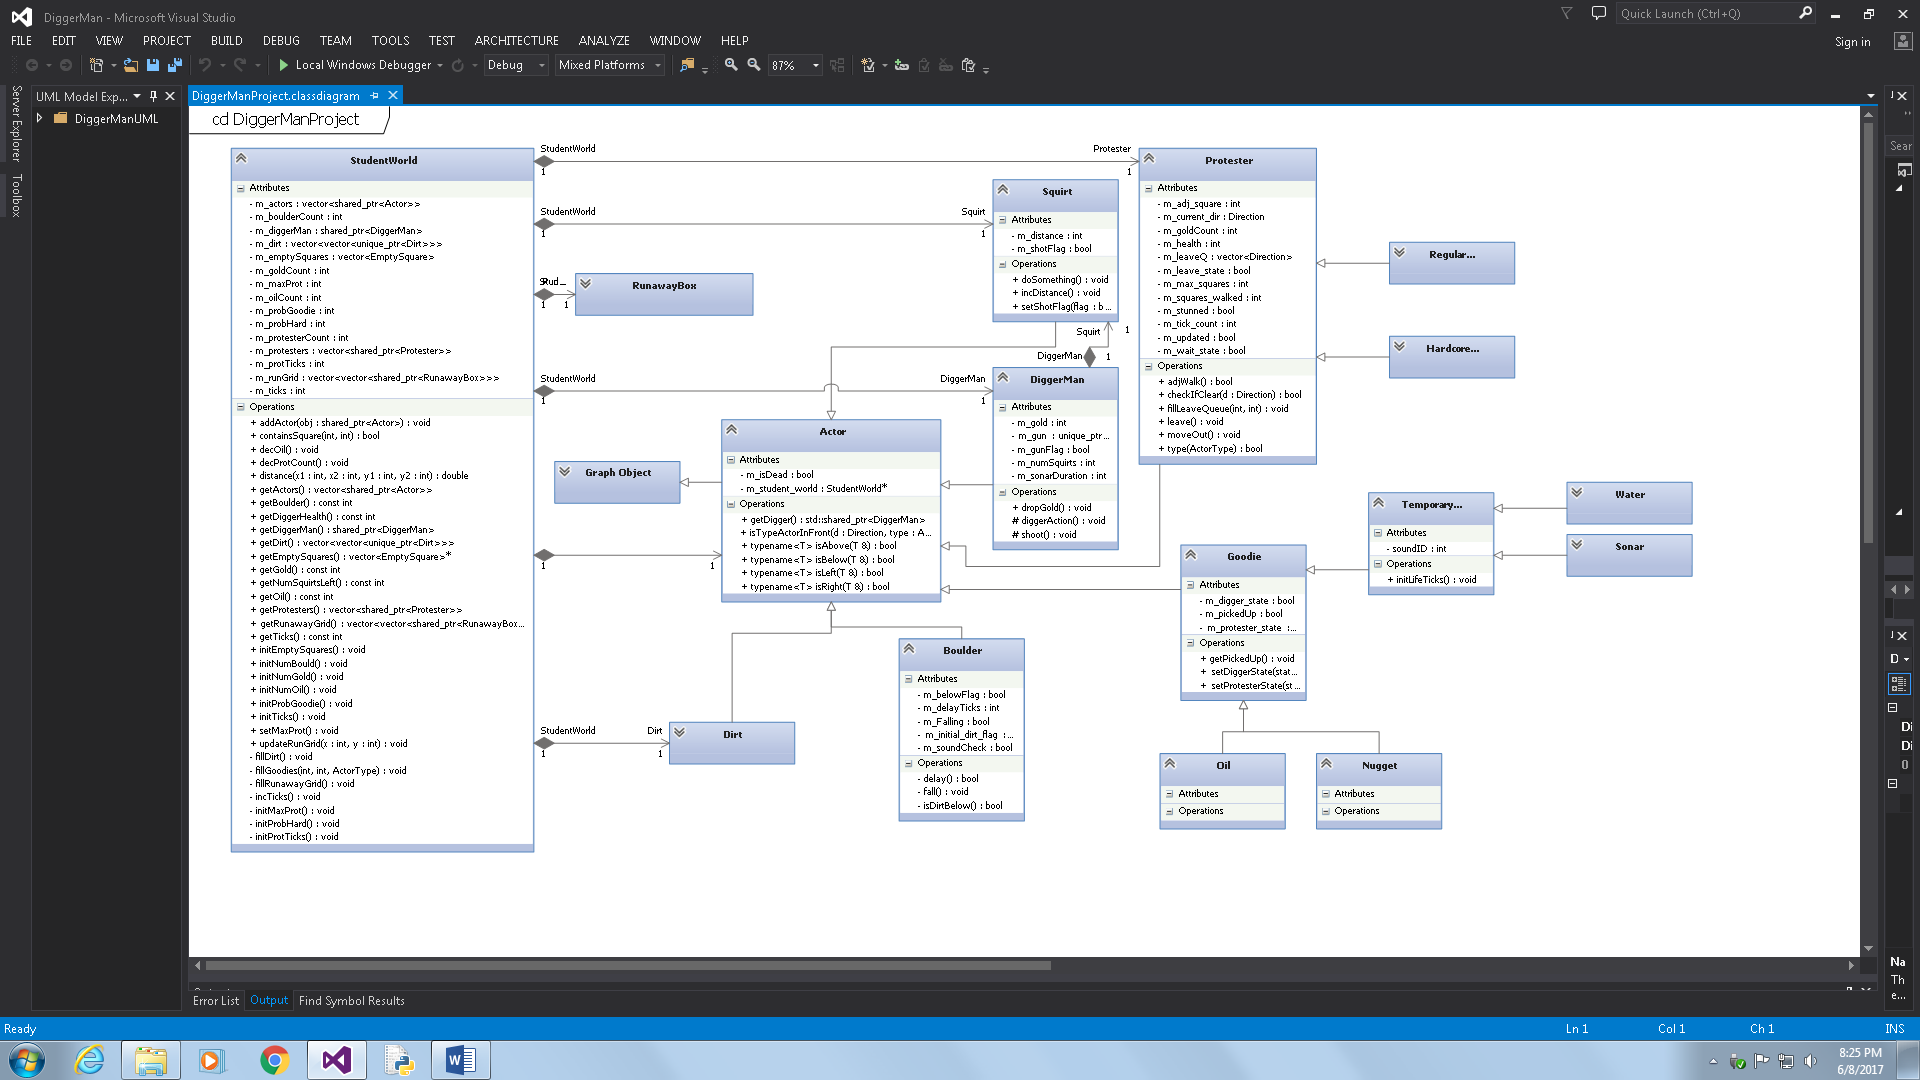 DiggerMan - Microsoft Visual Studio
Quick Launch (Ctrl+Q)
FILE EDIT VIEW PROJECT BUILD DEBUG TEAM TOOLS TEST ARCHITECTURE ANALYZE WINDOW HELP
Sign in
Local Windows Debugger Debug Mixed Platforms 87%
Server Explorer
Toolbox
UML Model Exp...
DiggerManUML
DiggerManProject.classdiagram
cd DiggerManProject
StudentWorld
Attributes
- m_actors : vector<shared_ptr<Actor>>
- m_boulderCount : int
- m_diggerMan : shared_ptr<DiggerMan>
- m_dirt : vector<vector<unique_ptr<Dirt>>>
- m_emptySquares : vector<EmptySquare>
- m_goldCount : int
- m_maxProt : int
- m_oilCount : int
- m_probGoodie : int
- m_probHard : int
- m_protesterCount : int
- m_protesters : vector<shared_ptr<Protester>>
- m_protTicks : int
- m_runGrid : vector<vector<shared_ptr<RunawayBox>>>
- m_ticks : int
Operations
+ addActor(obj : shared_ptr<Actor>) : void
+ containsSquare(int, int) : bool
+ decOil() : void
+ decProtCount() : void
+ distance(x1 : int, x2 : int, y1 : int, y2 : int) : double
+ getActors() : vector<shared_ptr<Actor>>
+ getBoulder() : const int
+ getDiggerHealth() : const int
+ getDiggerMan() : shared_ptr<DiggerMan>
+ getDirt() : vector<vector<unique_ptr<Dirt>>>
+ getEmptySquares() : vector<EmptySquare>*
+ getGold() : const int
+ getNumSquirtsLeft() : const int
+ getOil() : const int
+ getProtesters() : vector<shared_ptr<Protester>>
+ getRunawayGrid() : vector<vector<shared_ptr<RunawayBox...
+ getTicks() : const int
+ initEmptySquares() : void
+ initNumBould() : void
+ initNumGold() : void
+ initNumOil() : void
+ initProbGoodie() : void
+ initTicks() : void
+ setMaxProt() : void
+ updateRunGrid(x : int, y : int) : void
- fillDirt() : void
- fillGoodies(int, int, ActorType) : void
- fillRunawayGrid() : void
- incTicks() : void
- initMaxProt() : void
- initProbHard() : void
- initProtTicks() : void
StudentWorld
1
Protester
1
StudentWorld
1
Squirt
1
Rud...
1
1
RunawayBox
StudentWorld
1
DiggerMan
1
1
1
StudentWorld
1
Dirt
1
Dirt
Graph Object
Actor
Attributes
- m_isDead : bool
- m_student_world : StudentWorld*
Operations
+ getDigger() : std::shared_ptr<DiggerMan>
+ isTypeActorInFront(d : Direction, type : A...
+ typename<T> isAbove(T &) : bool
+ typename<T> isBelow(T &) : bool
+ typename<T> isLeft(T &) : bool
+ typename<T> isRight(T &) : bool
Squirt
Attributes
- m_distance : int
- m_shotFlag : bool
Operations
+ doSomething() : void
+ incDistance() : void
+ setShotFlag(flag : b...
Squirt
1
DiggerMan
1
DiggerMan
Attributes
- m_gold : int
- m_gun : unique_ptr...
- m_gunFlag : bool
- m_numSquirts : int
- m_sonarDuration : int
Operations
+ dropGold() : void
# diggerAction() : void
# shoot() : void
Boulder
Attributes
- m_belowFlag : bool
- m_delayTicks : int
- m_Falling : bool
- m_initial_dirt_flag :...
- m_soundCheck : bool
Operations
- delay() : bool
- fall() : void
- isDirtBelow() : bool
Protester
Attributes
- m_adj_square : int
- m_current_dir : Direction
- m_goldCount : int
- m_health : int
- m_leaveQ : vector<Direction>
- m_leave_state : bool
- m_max_squares : int
- m_squares_walked : int
- m_stunned : bool
- m_tick_count : int
- m_updated : bool
- m_wait_state : bool
Operations
+ adjWalk() : bool
+ checkIfClear(d : Direction) : bool
+ fillLeaveQueue(int, int) : void
+ leave() : void
+ moveOut() : void
+ type(ActorType) : bool
Regular...
Hardcore...
Goodie
Attributes
- m_digger_state : bool
- m_pickedUp : bool
- m_protester_state :...
Operations
+ getPickedUp() : void
+ setDiggerState(stat...
+ setProtesterState(st...
Temporary...
Attributes
- soundID : int
Operations
+ initLifeTicks() : void
Water
Sonar
Oil
Attributes
Operations
Nugget
Attributes
Operations
Sear
D
Di
Di
0
Na
Th
e...
Error List Output Find Symbol Results
Ready
Ln 1 Col 1 Ch 1 INS
8:25 PM
6/8/2017